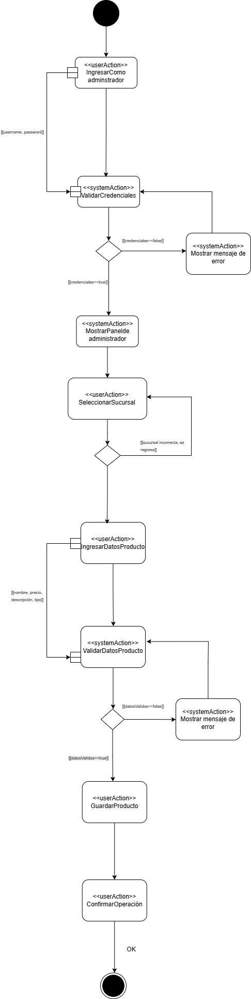 <<userAction>>
IngresarComo
adminstrador
[[username, password]]
<<systemAction>>
ValidarCredenciales
[[credenciales==false]]
<<systemAction>>
Mostrar mensaje de
error
[[credenciales==true]]
<<systemAction>>
MostrarPanelde
administrador
<<userAction>>
SeleccionarSucursal
[[sucursal incorrecta, se
regresa]]
<<userAction>>
IngresarDatosProducto
[[nombre, precio,
descripción, tipo]]
<<systemAction>>
ValidarDatosProducto
[[datosValidos==false]]
<<systemAction>>
Mostrar mensaje de
error
[[datosValidos==true]]
<<userAction>>
GuardarProducto
<<userAction>>
ConfirmarOperación
OK